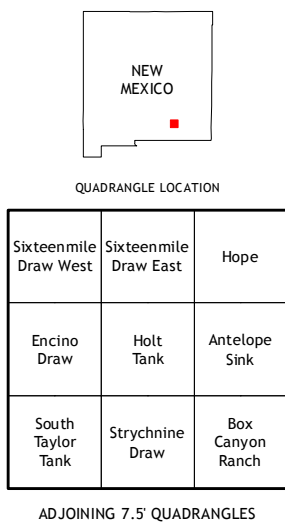 NEW
MEXICO
QUADRANGLE LOCATION
Sixteenmile
Draw West
Sixteenmile
Draw East
Hope
Encino
Draw
Holt
Tank
Antelope
Sink
South
Taylor
Tank
Strychnine
Draw
Box
Canyon
Ranch
ADJOINING 7.5' QUADRANGLES